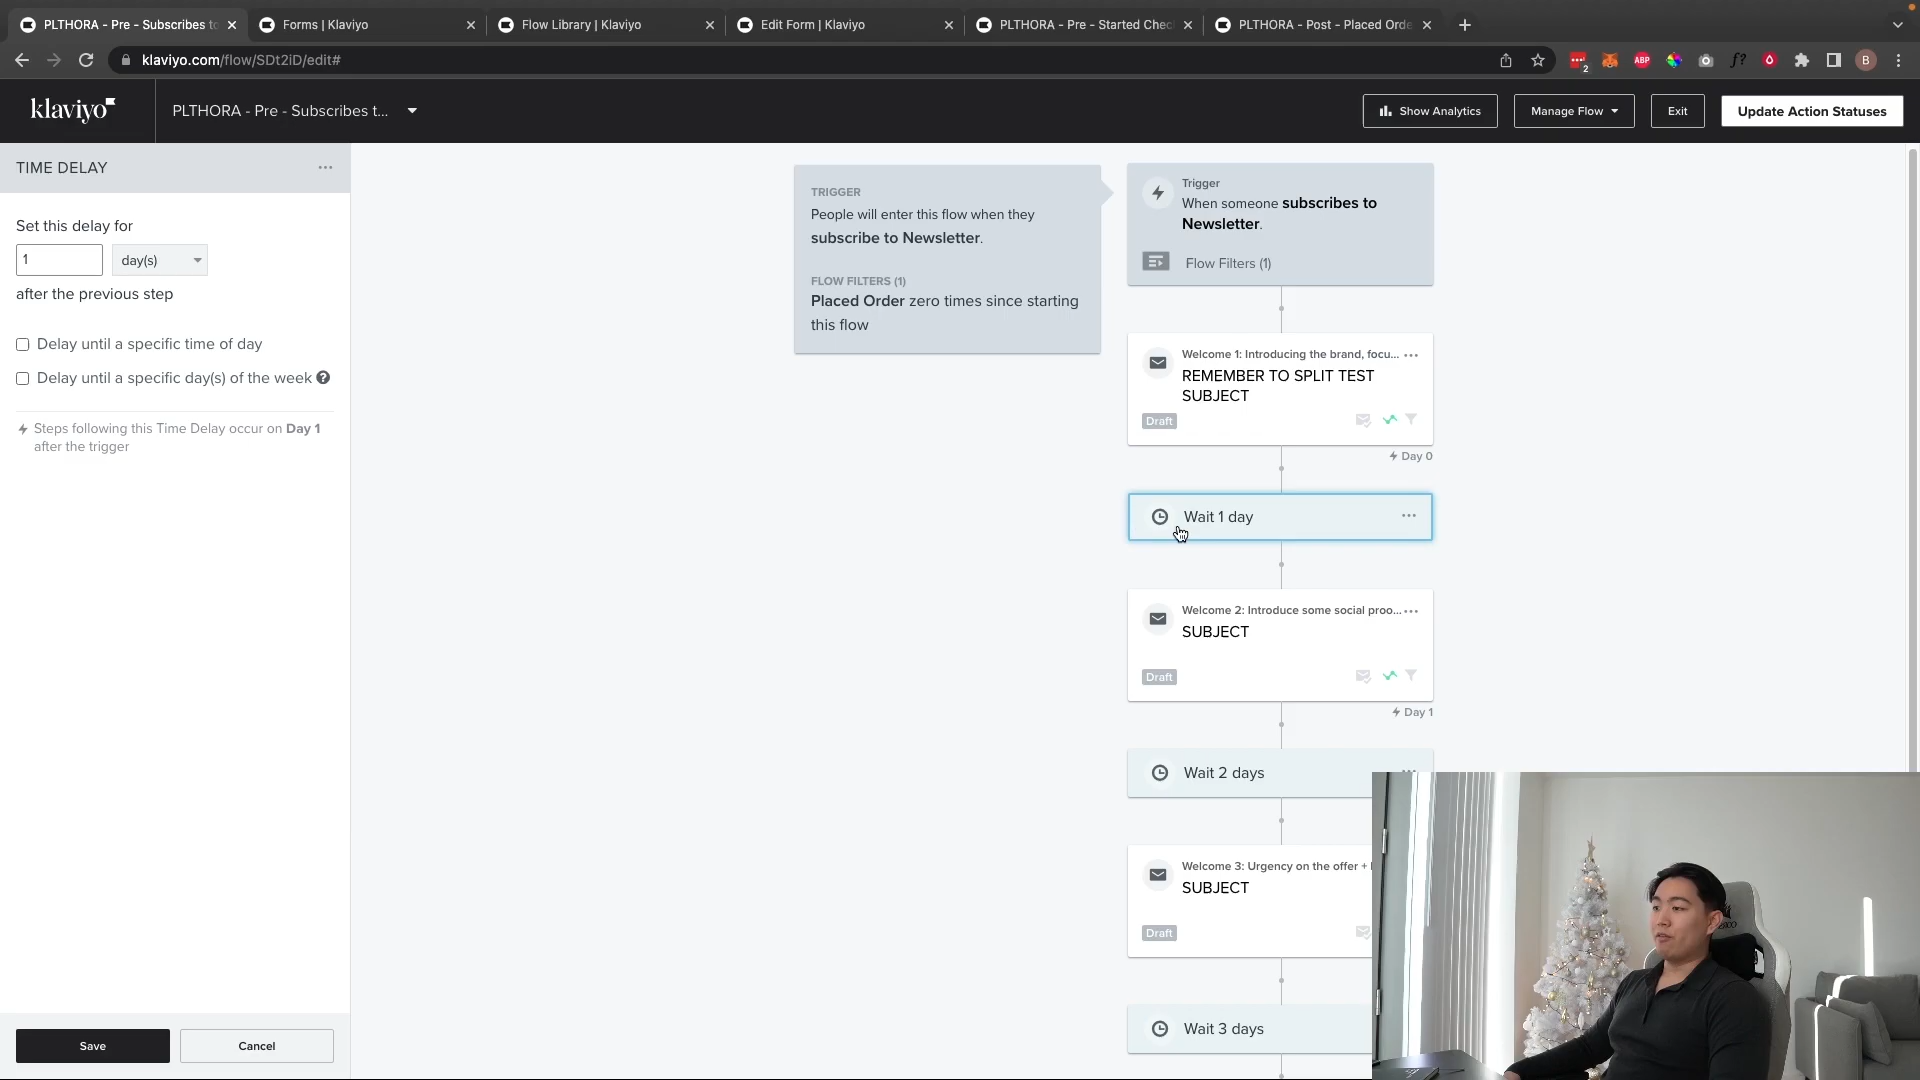 PLTHORA - Pre - Subscribes to
Forms | Klaviyo
Flow Library | Klaviyo
Edit Form | Klaviyo
PLTHORA - Pre - Started Chec
PLTHORA - Post - Placed Orde
klaviyo.com/flow/SDt2iD/edit#
ABP
2
f?
B
klaviyo
PLTHORA - Pre - Subscribes t...
Show Analytics
Manage Flow
Exit
Update Action Statuses
TIME DELAY
Set this delay for
1
day(s)
after the previous step
Delay until a specific time of day
Delay until a specific day(s) of the week
Steps following this Time Delay occur on Day 1
after the trigger
Save
Cancel
TRIGGER
People will enter this flow when they
subscribe to Newsletter.
FLOW FILTERS (1)
Placed Order zero times since starting
this flow
Trigger
When someone subscribes to
Newsletter.
Flow Filters (1)
Welcome 1: Introducing the brand, focu...
REMEMBER TO SPLIT TEST
SUBJECT
Draft
Day 0
Wait 1 day
Welcome 2: Introduce some social proo...
SUBJECT
Draft
Day 1
Wait 2 days
Welcome 3: Urgency on the offer +
SUBJECT
Draft
Wait 3 days